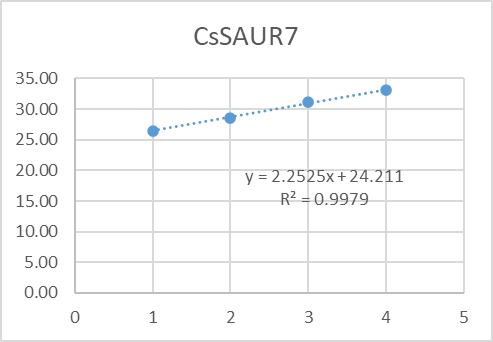 CsSAUR7
35.00
30.00
25.00
20.00
15.00
10.00
5.00
0.00
y = 2.2525x + 24.211
R² = 0.9979
0 1 2 3 4 5